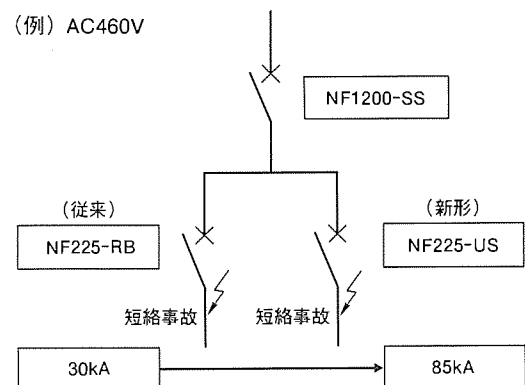 (例) AC460V
NF1200-SS
(従来)
NF225-RB
(新形)
NF225-US
短絡事故
短絡事故
30kA
85kA